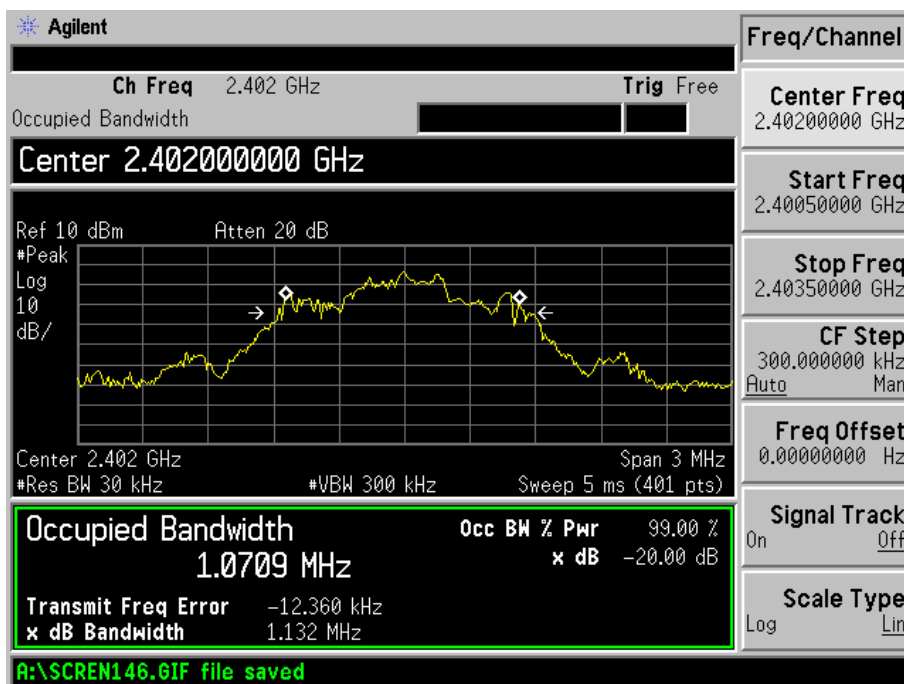 Agilent
Freq/Channel
Ch Freq 2.402 GHz Trig Free
Occupied Bandwidth
Center 2.402000000 GHz
Ref 10 dBm Atten 20 dB
#Peak
Log
10
dB/
Center 2.402 GHz Span 3 MHz
#Res BW 30 kHz #VBW 300 kHz Sweep 5 ms (401 pts)
Occupied Bandwidth Occ BW % Pwr 99.00 %
1.0709 MHz x dB -20.00 dB
Transmit Freq Error -12.360 kHz
x dB Bandwidth 1.132 MHz
A:\SCREN146.GIF file saved
Center Freq
2.40200000 GHz
Start Freq
2.40050000 GHz
Stop Freq
2.40350000 GHz
CF Step
300.000000 kHz
Auto Man
Freq Offset
0.00000000 Hz
Signal Track
On Off
Scale Type
Log Lin